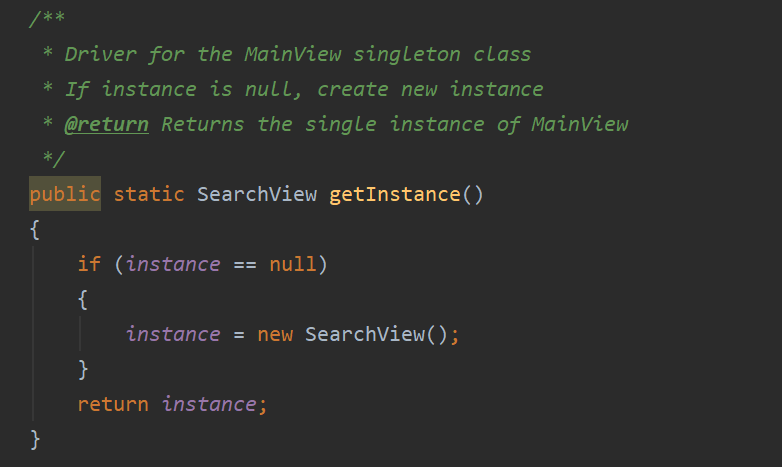 /**
 * Driver for the MainView singleton class
 * If instance is null, create new instance
 * @return Returns the single instance of MainView
 */
public static SearchView getInstance()
{
    if (instance == null)
    {
        instance = new SearchView();
    }
    return instance;
}